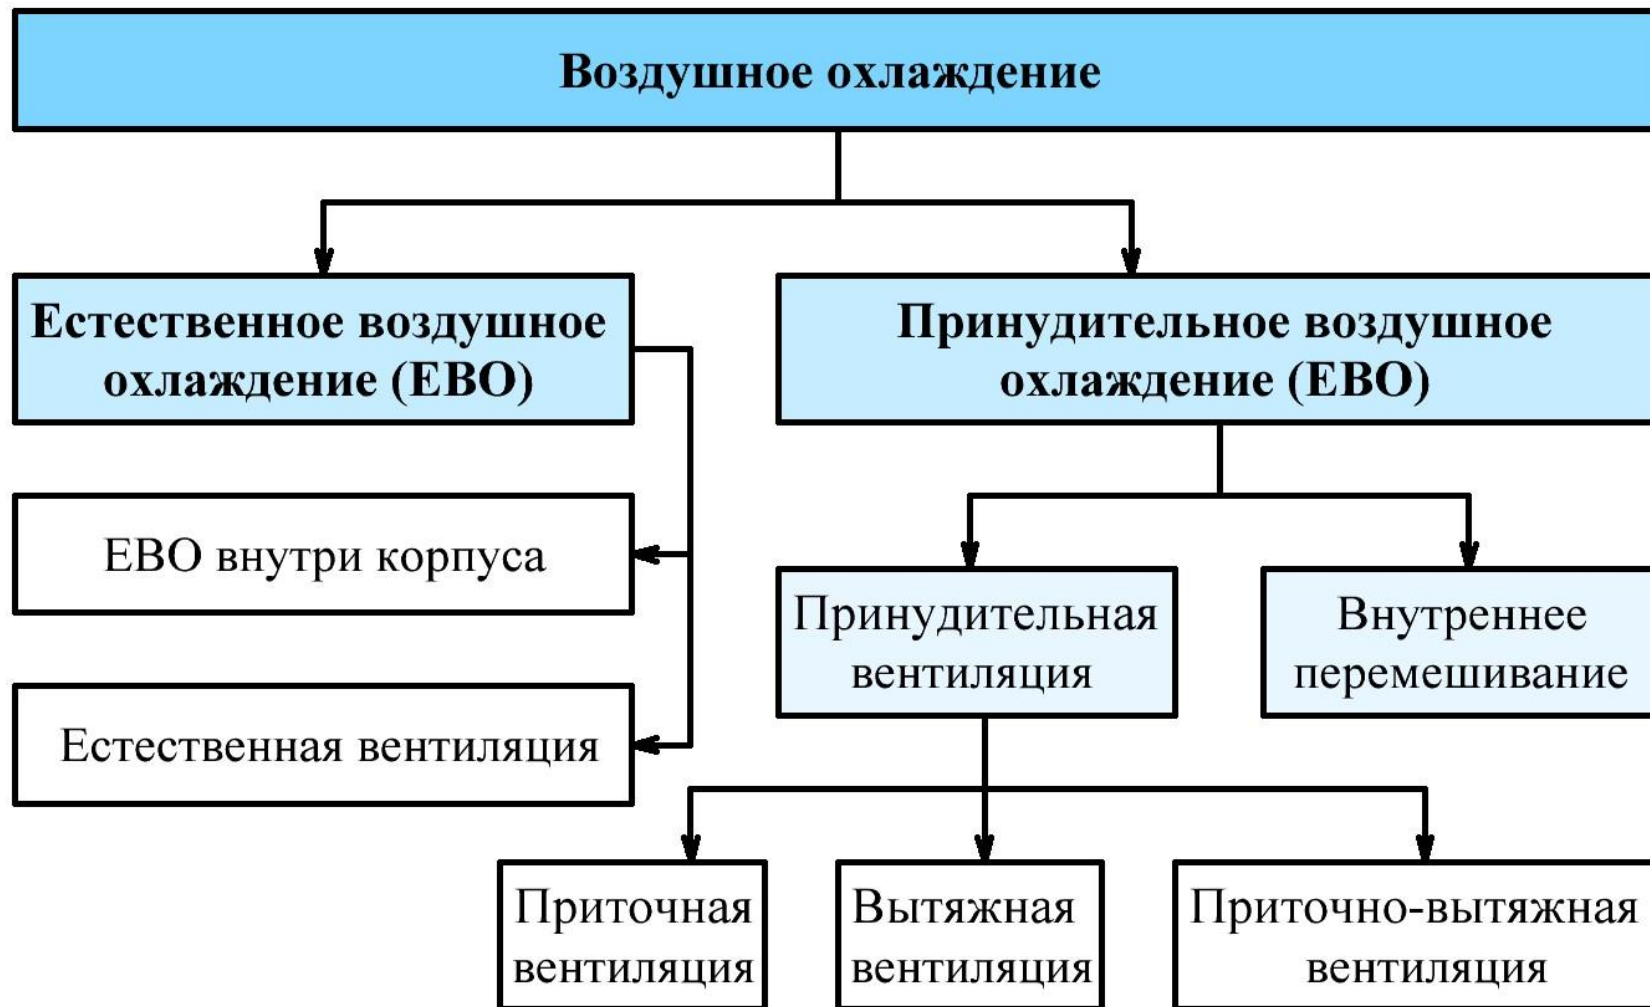 Воздушное охлаждение
Естественное воздушное
охлаждение (ЕВО)
Принудительное воздушное
охлаждение (ЕВО)
ЕВО внутри корпуса
Естественная вентиляция
Принудительная
вентиляция
Внутреннее
перемешивание
Приточная
вентиляция
Вытяжная
вентиляция
Приточно-вытяжная
вентиляция